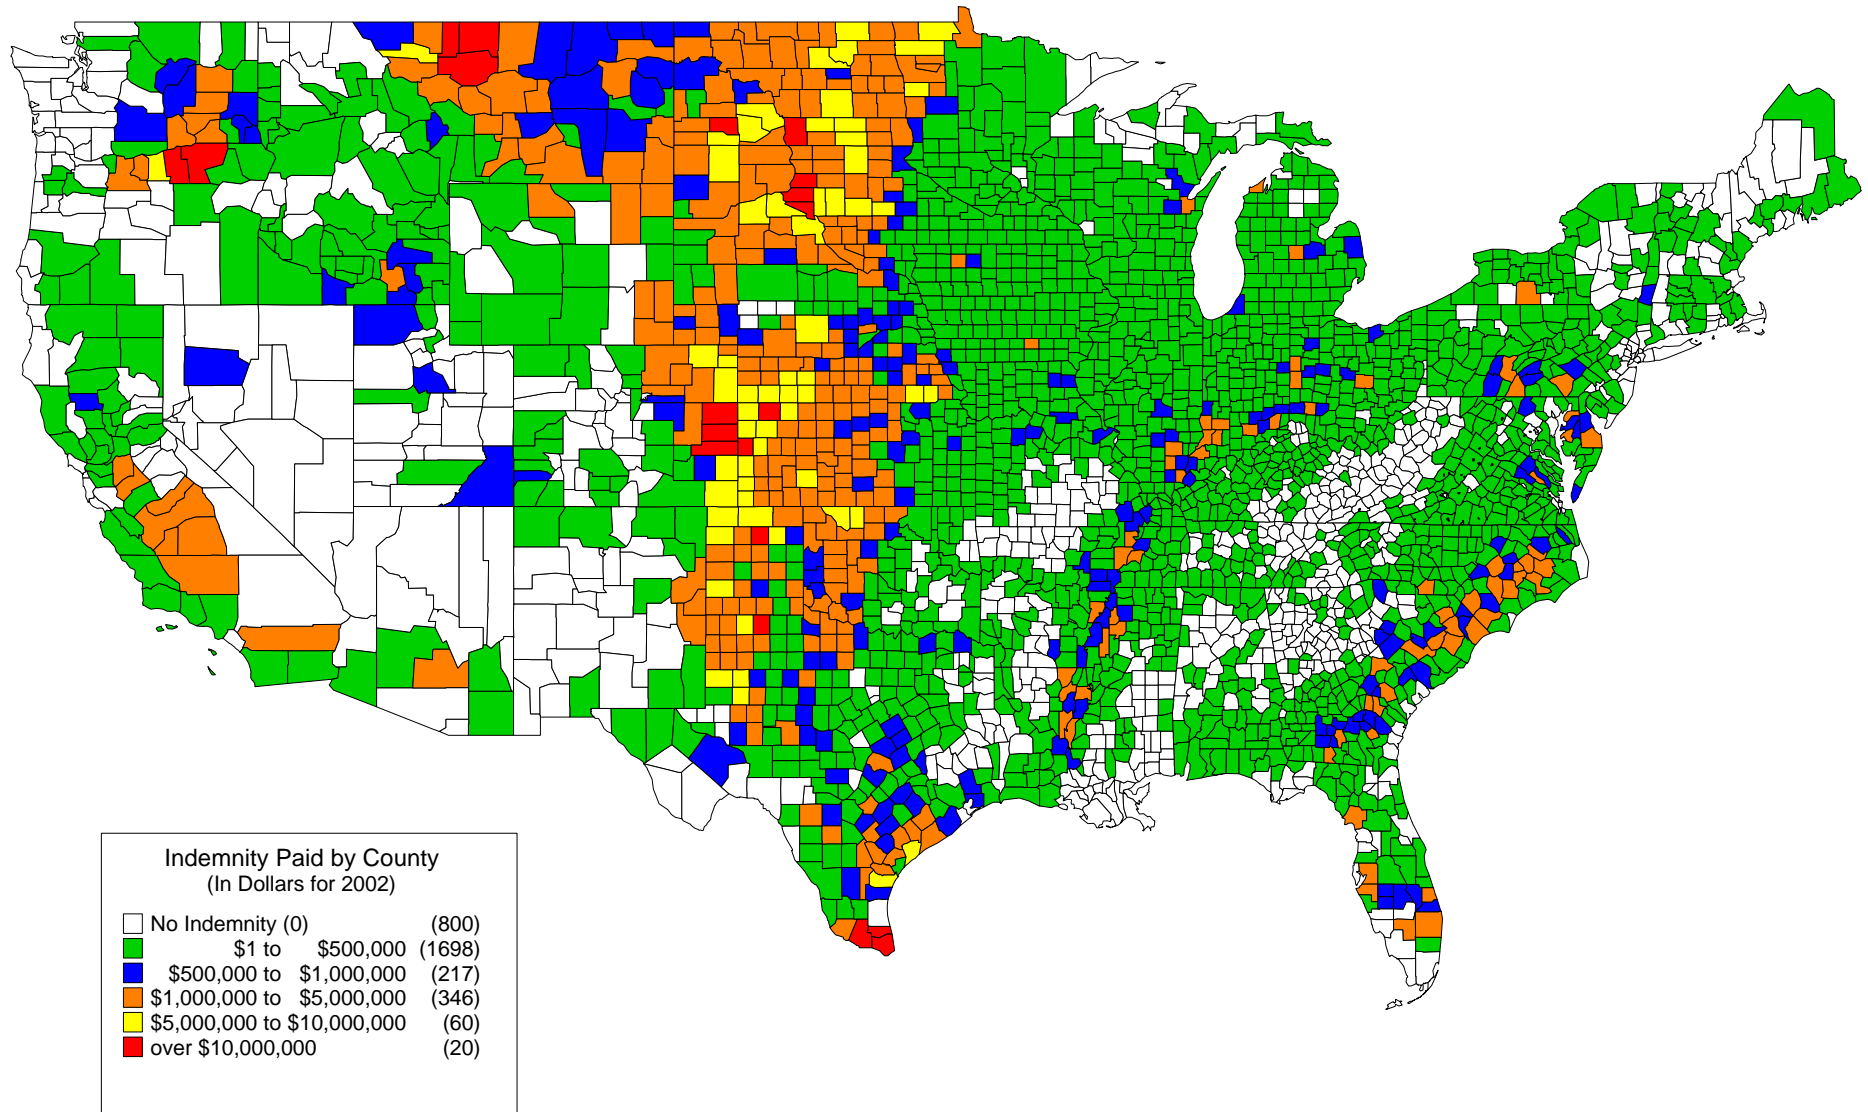 Indemnity Paid by County
(In Dollars for 2002)
No Indemnity (0) (800)
$1 to $500,000 (1698)
$500,000 to $1,000,000 (217)
$1,000,000 to $5,000,000 (346)
$5,000,000 to $10,000,000 (60)
over $10,000,000 (20)